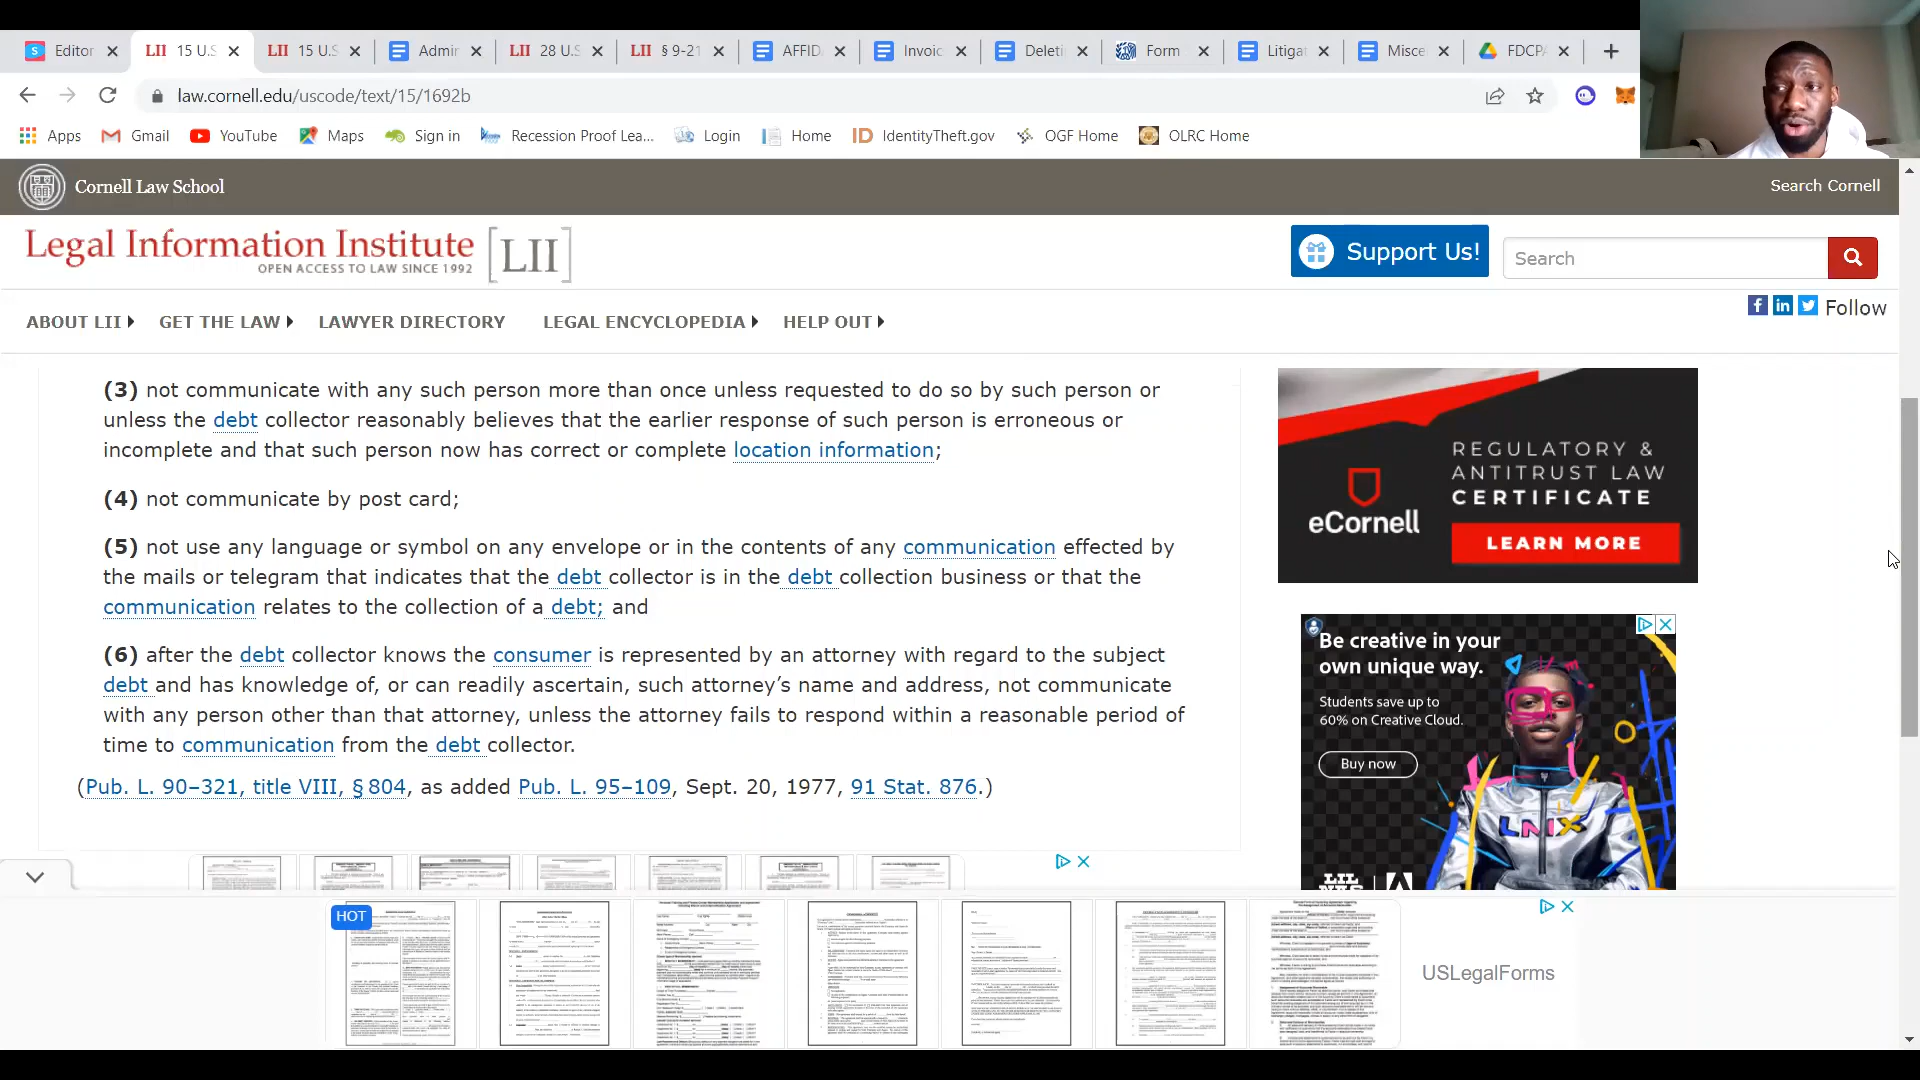 Editor
LII 15 U.S
LII 15 U.S
Admir
LII 28 U.S
LII § 9-21
AFFID
Invoic
Deleti
Form
Litigat
Misce
FDCPA
law.cornell.edu/uscode/text/15/1692b
Apps
Gmail
YouTube
Maps
Sign in
Recession Proof Lea...
Login
Home
ID IdentityTheft.gov
OGF Home
OLRC Home
Cornell Law School
Search Cornell
Legal Information Institute [LII]
OPEN ACCESS TO LAW SINCE 1992
Support Us!
Search
ABOUT LII
GET THE LAW
LAWYER DIRECTORY
LEGAL ENCYCLOPEDIA
HELP OUT
Follow
(3) not communicate with any such person more than once unless requested to do so by such person or
unless the debt collector reasonably believes that the earlier response of such person is erroneous or
incomplete and that such person now has correct or complete location information;
(4) not communicate by post card;
(5) not use any language or symbol on any envelope or in the contents of any communication effected by
the mails or telegram that indicates that the debt collector is in the debt collection business or that the
communication relates to the collection of a debt; and
(6) after the debt collector knows the consumer is represented by an attorney with regard to the subject
debt and has knowledge of, or can readily ascertain, such attorney’s name and address, not communicate
with any person other than that attorney, unless the attorney fails to respond within a reasonable period of
time to communication from the debt collector.
(Pub. L. 90–321, title VIII, § 804, as added Pub. L. 95–109, Sept. 20, 1977, 91 Stat. 876.)
REGULATORY &
ANTITRUST LAW
CERTIFICATE
eCornell
LEARN MORE
Be creative in your
own unique way.
Students save up to
60% on Creative Cloud.
Buy now
LNX
LIL
HOT
USLegalForms